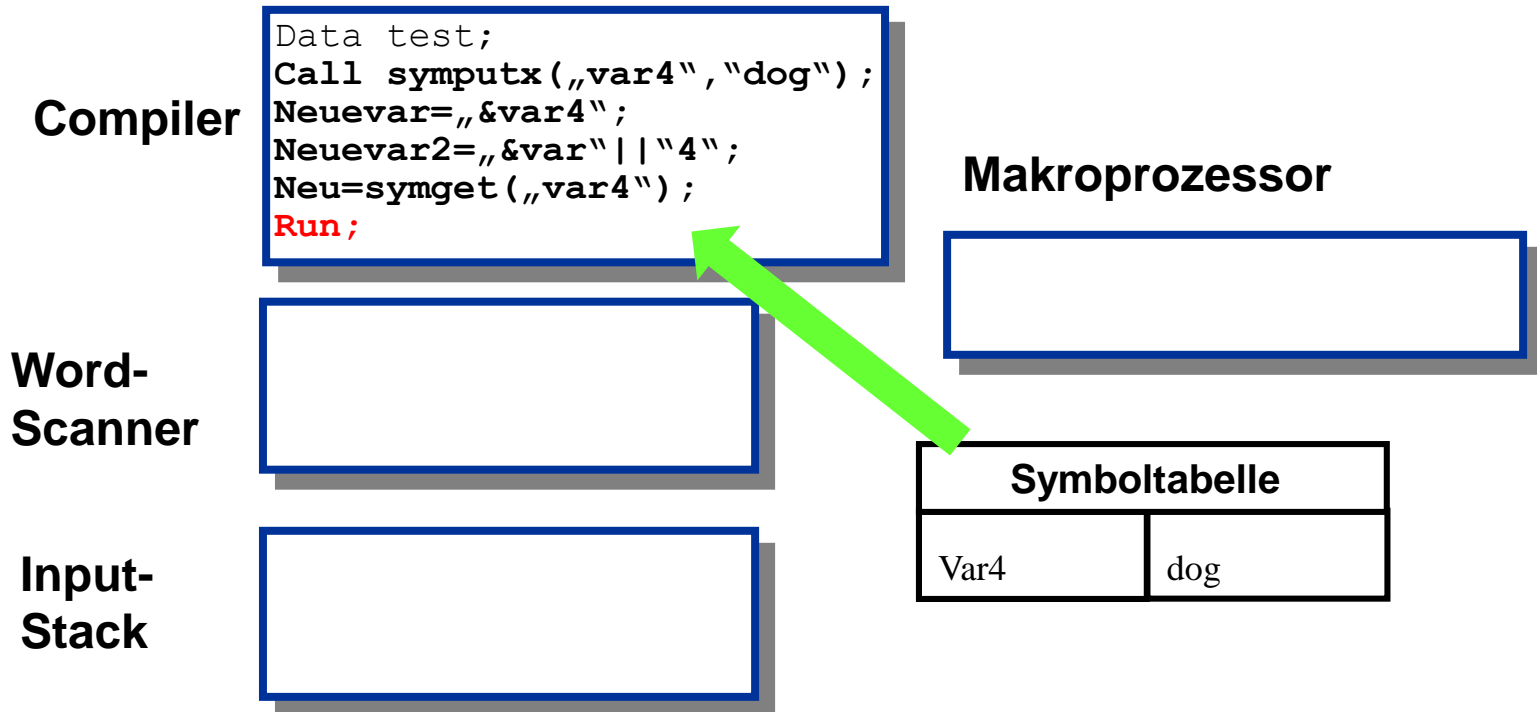 Compiler
Data test;
Call symputx(„var4“,“dog“);
Neuevar=„&var4“;
Neuevar2=„&var“||“4“;
Neu=symget(„var4“);
Run;
Makroprozessor
Word-
Scanner
Symboltabelle
Var4 dog
Input-
Stack